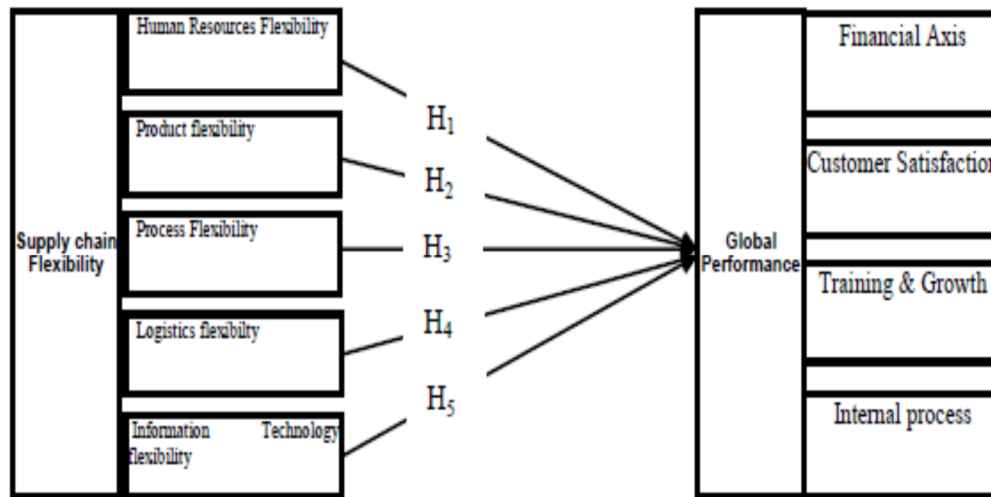 Supply chain
Flexibility
Human Resources Flexibility
Product flexibility
Process Flexibility
Logistics flexibilty
Information Technology
flexibility
H₁
H₂
H₃
H₄
H₅
Global
Performance
Financial Axis
Customer Satisfaction
Training & Growth
Internal process